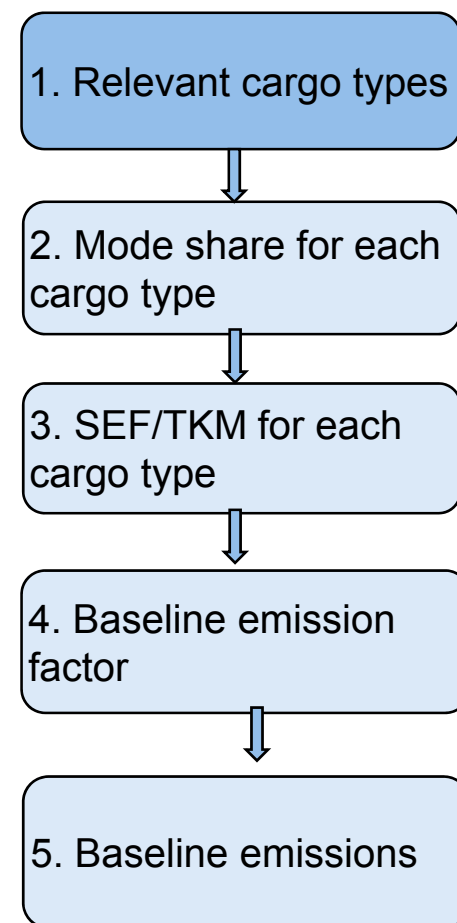 1. Relevant cargo types
2. Mode share for each
cargo type
3. SEF/TKM for each
cargo type
4. Baseline emission
factor
5. Baseline emissions